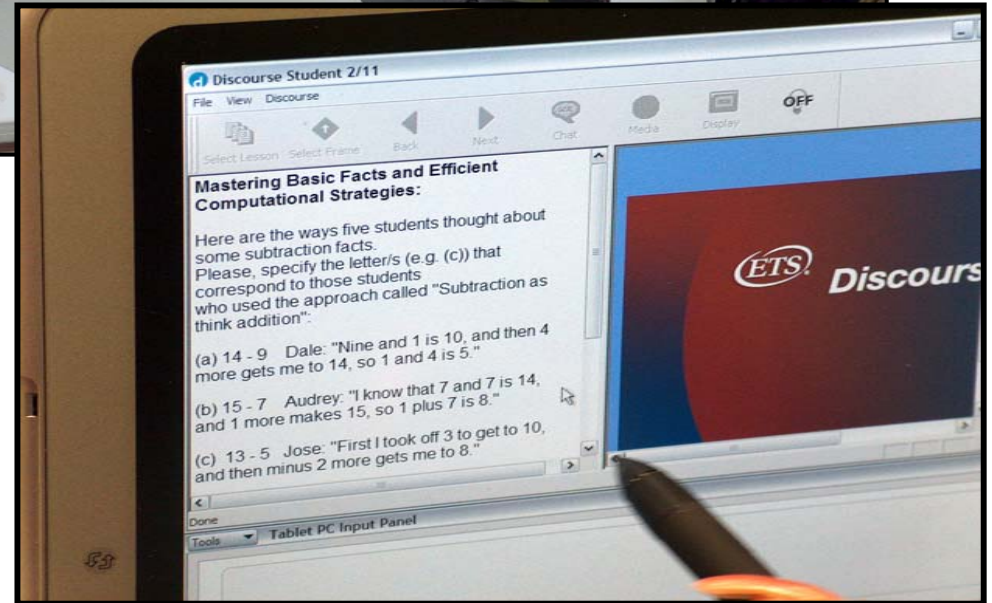 Discourse Student 2/11
File View Discourse
Select Lesson Select Frame Back Next Chat Media Display OFF
Mastering Basic Facts and Efficient
Computational Strategies:
Here are the ways five students thought about
some subtraction facts.
Please, specify the letter/s (e.g. (c)) that
correspond to those students
who used the approach called "Subtraction as
think addition":
(a) 14 - 9 Dale: "Nine and 1 is 10, and then 4
more gets me to 14, so 1 and 4 is 5."
(b) 15 - 7 Audrey: "I know that 7 and 7 is 14,
and 1 more makes 15, so 1 plus 7 is 8."
(c) 13 - 5 Jose: "First I took off 3 to get to 10,
and then minus 2 more gets me to 8."
ETS Discours
Done
Tools Tablet PC Input Panel